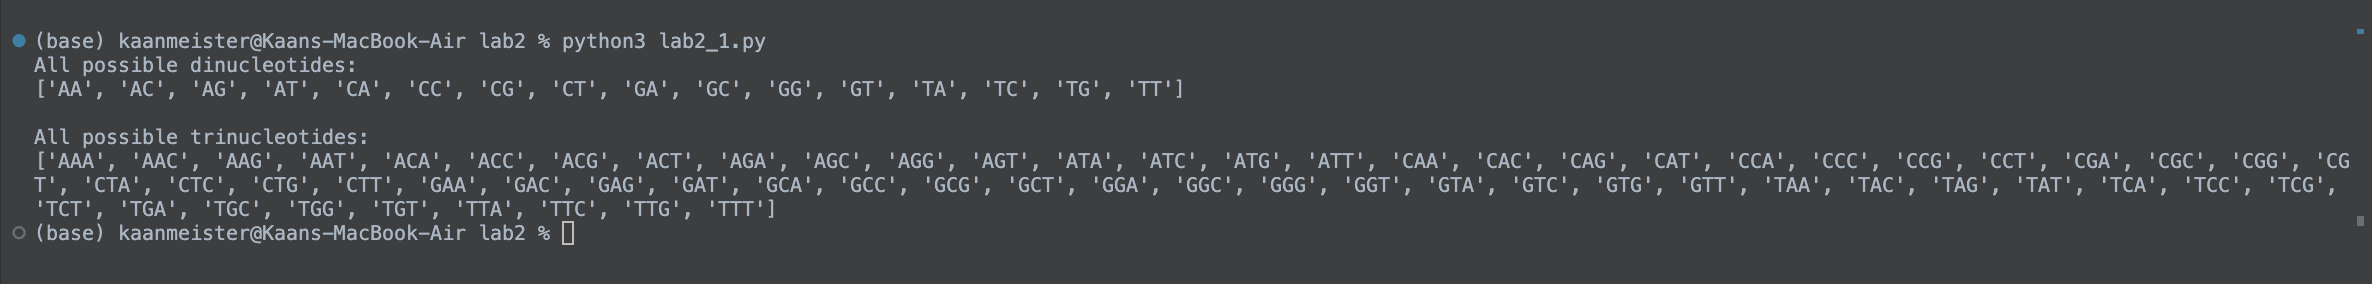 (base) kaanmeister@Kaans-MacBook-Air lab2 % python3 lab2_1.py
All possible dinucleotides:
['AA', 'AC', 'AG', 'AT', 'CA', 'CC', 'CG', 'CT', 'GA', 'GC', 'GG', 'GT', 'TA', 'TC', 'TG', 'TT']
All possible trinucleotides:
['AAA', 'AAC', 'AAG', 'AAT', 'ACA', 'ACC', 'ACG', 'ACT', 'AGA', 'AGC', 'AGG', 'AGT', 'ATA', 'ATC', 'ATG', 'ATT', 'CAA', 'CAC', 'CAG', 'CAT', 'CCA', 'CCC', 'CCG', 'CCT', 'CGA', 'CGC', 'CGG', 'CG
T', 'CTA', 'CTC', 'CTG', 'CTT', 'GAA', 'GAC', 'GAG', 'GAT', 'GCA', 'GCC', 'GCG', 'GCT', 'GGA', 'GGC', 'GGG', 'GGT', 'GTA', 'GTC', 'GTG', 'GTT', 'TAA', 'TAC', 'TAG', 'TAT', 'TCA', 'TCC', 'TCG',
'TCT', 'TGA', 'TGC', 'TGG', 'TGT', 'TTA', 'TTC', 'TTG', 'TTT']
(base) kaanmeister@Kaans-MacBook-Air lab2 %